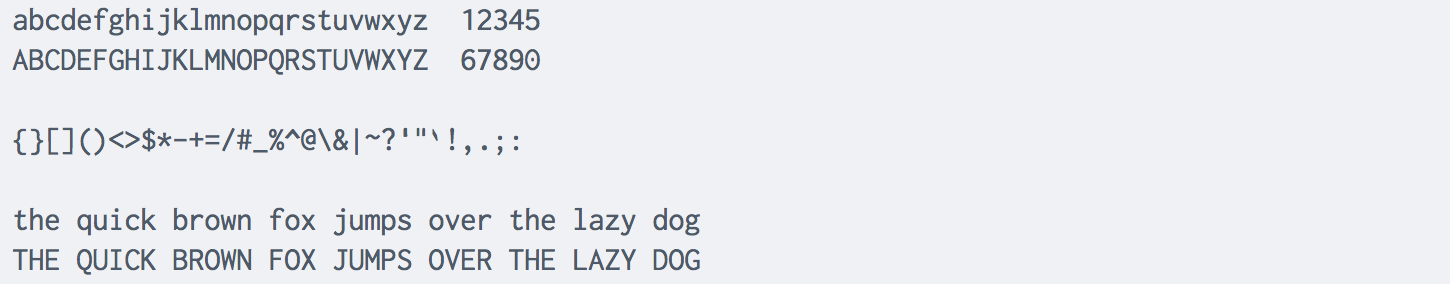 abcdefghijklmnopqrstuvwxyz  12345
ABCDEFGHIJKLMNOPQRSTUVWXYZ  67890
{}[]()<>$*-+=/#_%^@\&|~?'"`!,.;:
the quick brown fox jumps over the lazy dog
THE QUICK BROWN FOX JUMPS OVER THE LAZY DOG